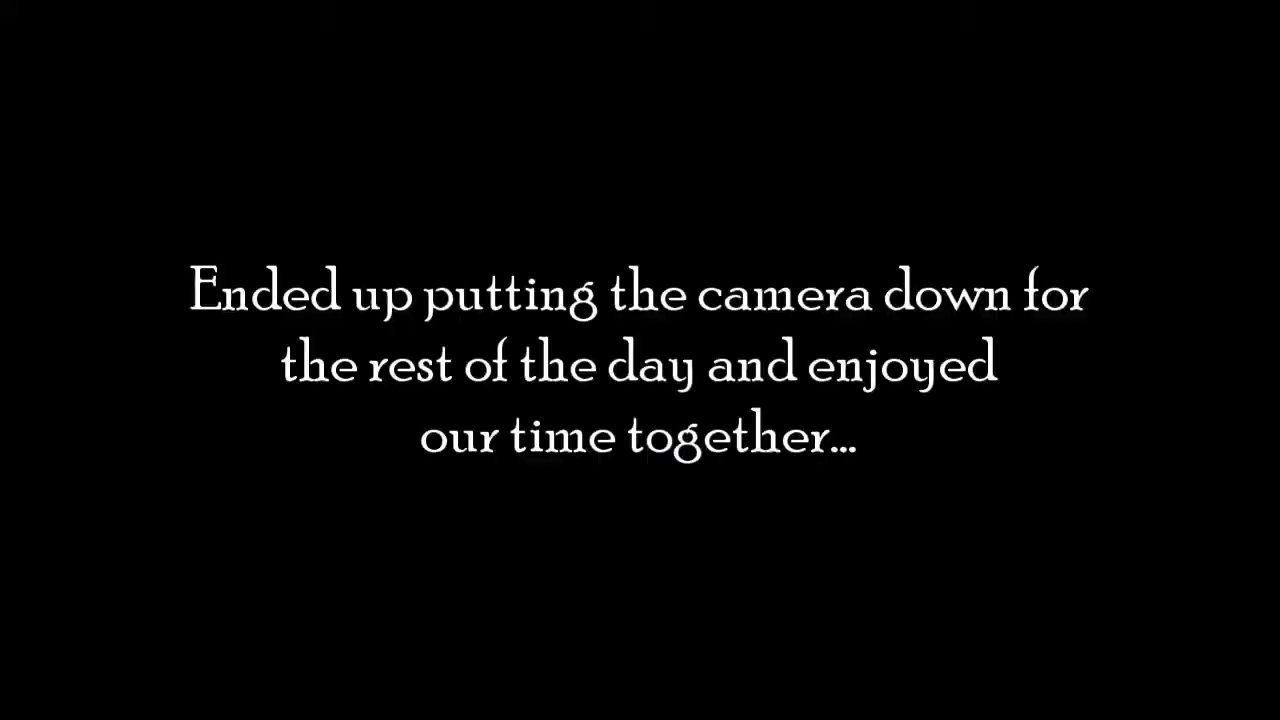 Ended up putting the camera down for
the rest of the day and enjoyed
our time together...